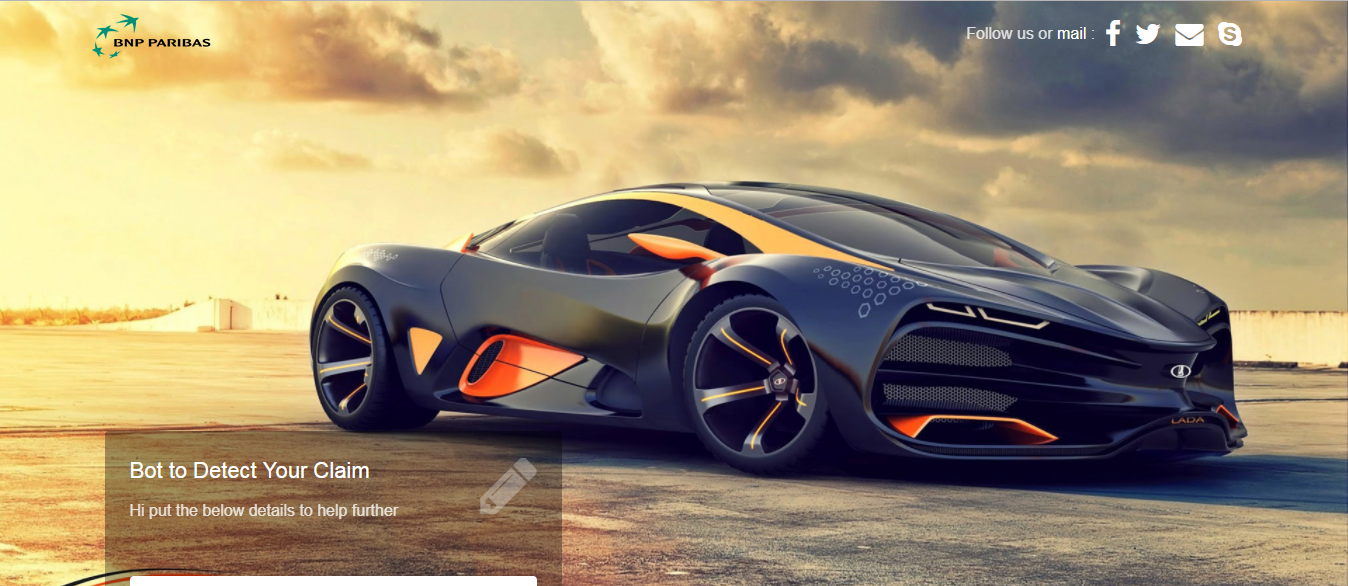 BNP PARIBAS
Follow us or mail :
LADA
Bot to Detect Your Claim
Hi put the below details to help further